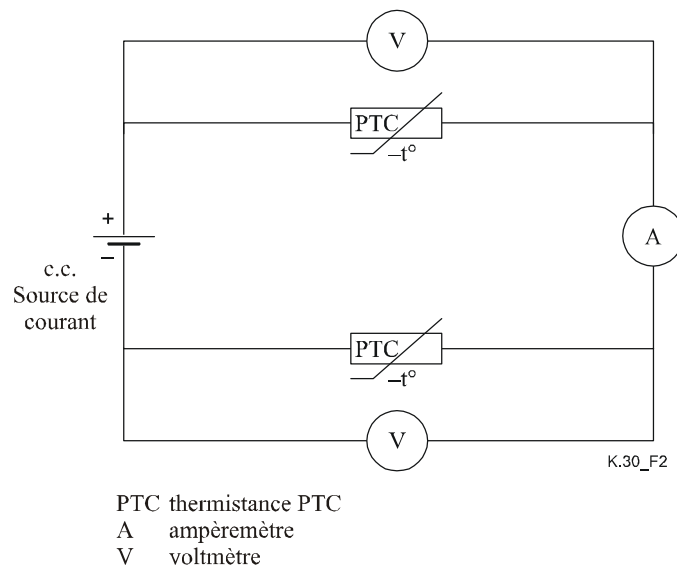 V
PTC
–t°
+
A
–
c.c.
Source de
courant
PTC
–t°
V
K.30_F2
PTC thermistance PTC
A ampèremètre
V voltmètre